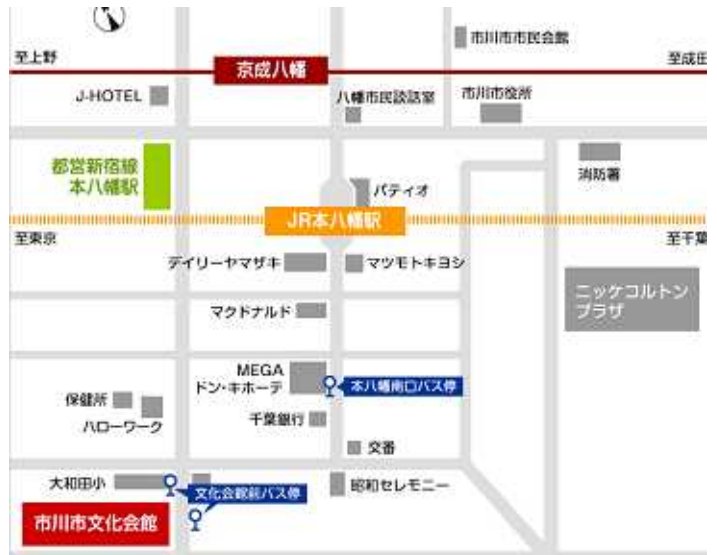 市川市市民会館
至上野
京成八幡
至成田
J-HOTEL
八幡市民談話室
市川市役所
都営新宿線
本八幡駅
消防署
パティオ
JR本八幡駅
至東京
至千葉
デイリーヤマザキ
マツモトキヨシ
ニッケコルトン
プラザ
マクドナルド
MEGA
ドン・キホーテ
本八幡南口バス停
保健所
ハローワーク
千葉銀行
交番
大和田小
文化会館前バス停
昭和セレモニー
市川市文化会館